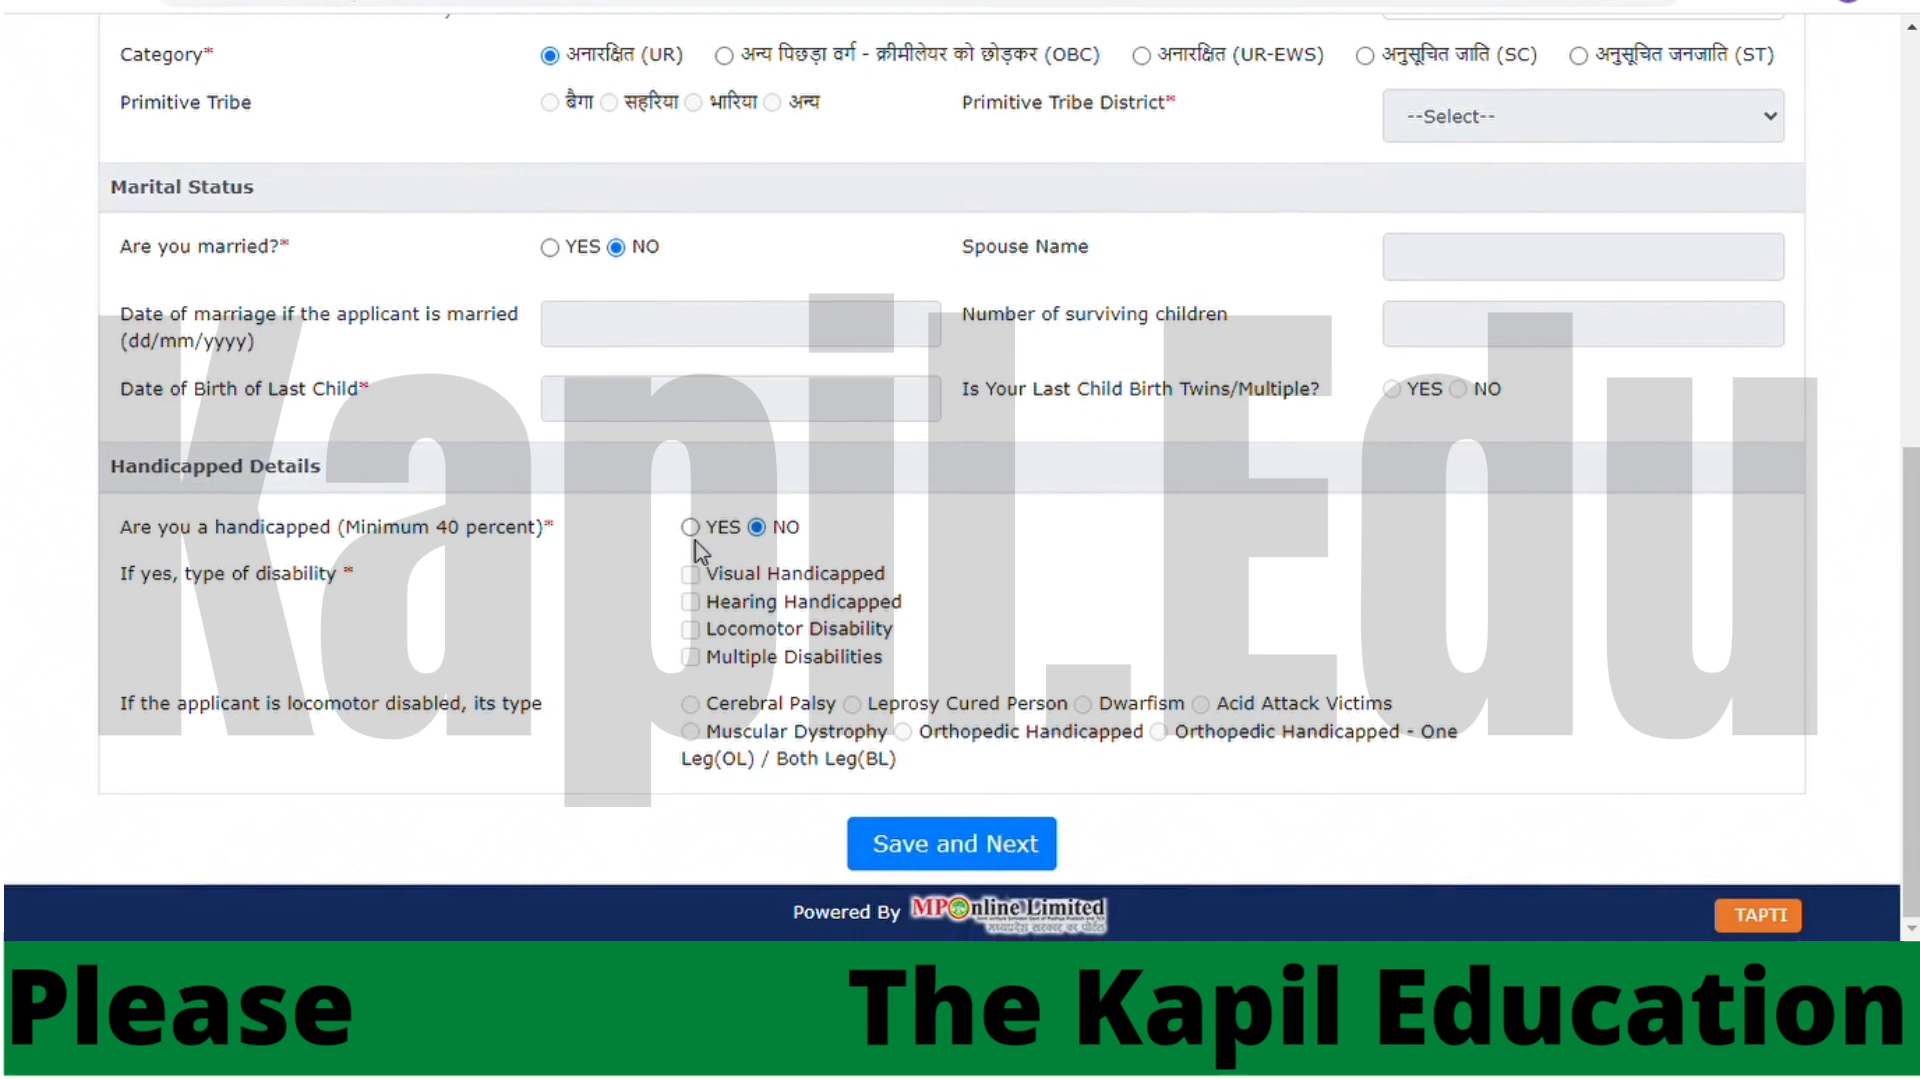 Category* अनारक्षित (UR) अन्य पिछड़ा वर्ग - क्रीमीलेयर को छोड़कर (OBC) अनारक्षित (UR-EWS) अनुसूचित जाति (SC) अनुसूचित जनजाति (ST)
Primitive Tribe बैगा सहरिया भारिया अन्य Primitive Tribe District* --Select--
Marital Status
Are you married?* YES NO Spouse Name
Date of marriage if the applicant is married Number of surviving children
(dd/mm/yyyy)
Date of Birth of Last Child* Is Your Last Child Birth Twins/Multiple? YES NO
Kapil.Edu
Handicapped Details
Are you a handicapped (Minimum 40 percent)* YES NO
If yes, type of disability * Visual Handicapped
Hearing Handicapped
Locomotor Disability
Multiple Disabilities
If the applicant is locomotor disabled, its type Cerebral Palsy Leprosy Cured Person Dwarfism Acid Attack Victims
Muscular Dystrophy Orthopedic Handicapped Orthopedic Handicapped - One
Leg(OL) / Both Leg(BL)
Save and Next
Powered By MPOnline Limited TAPTI
Please The Kapil Education